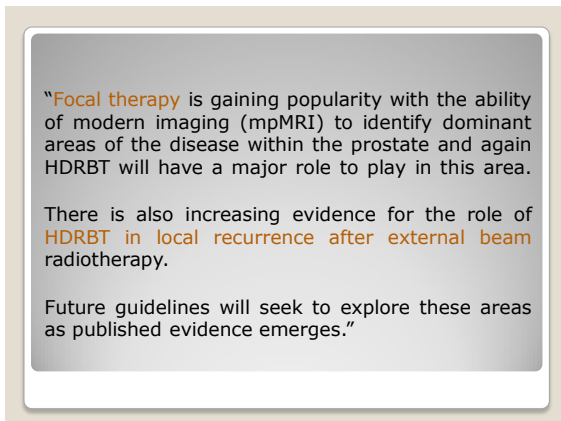 “Focal therapy is gaining popularity with the ability
of modern imaging (mpMRI) to identify dominant
areas of the disease within the prostate and again
HDRBT will have a major role to play in this area.
There is also increasing evidence for the role of
HDRBT in local recurrence after external beam
radiotherapy.
Future guidelines will seek to explore these areas
as published evidence emerges.”